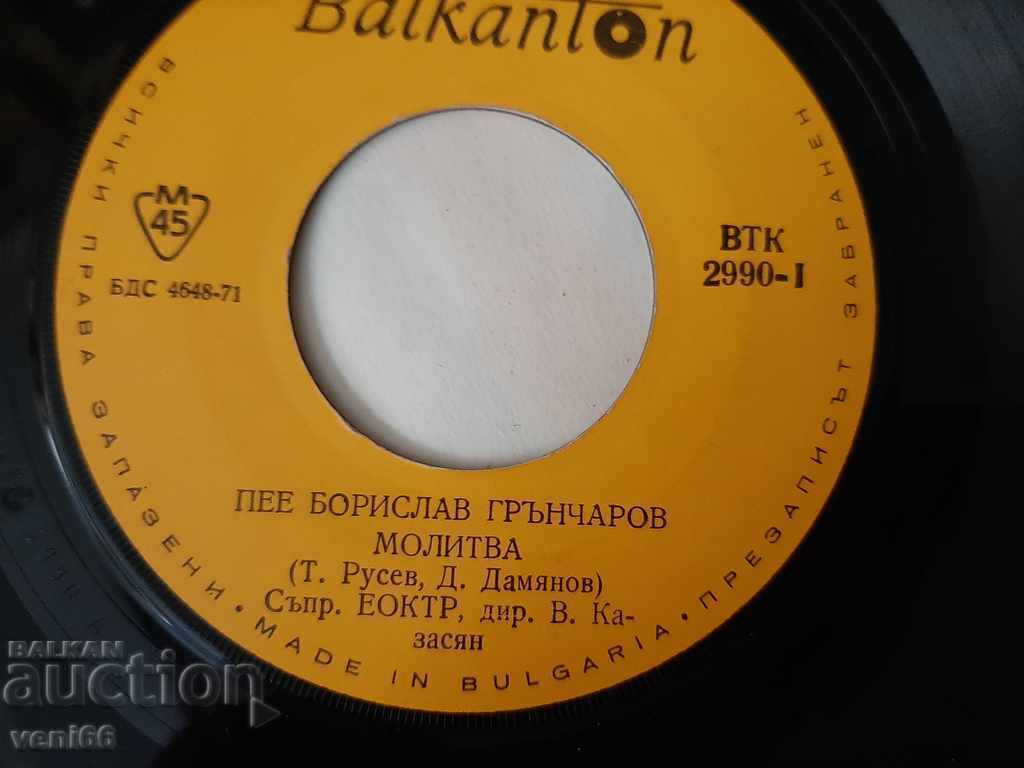 Balkanton
ВСИЧКИ ПРАВА ЗАПАЗЕНИ • MADE IN BULGARIA • ПРЕЗАПИСЪТ ЗАБРАНЕН
М
45
БДС 4648-71
ВТК
2990-I
ПЕЕ БОРИСЛАВ ГРЪНЧАРОВ
МОЛИТВА
(Т. Русев, Д. Дамянов)
Съпр. ЕОКТР, дир. В. Ка-
засян
BALKAN
auction
veni66